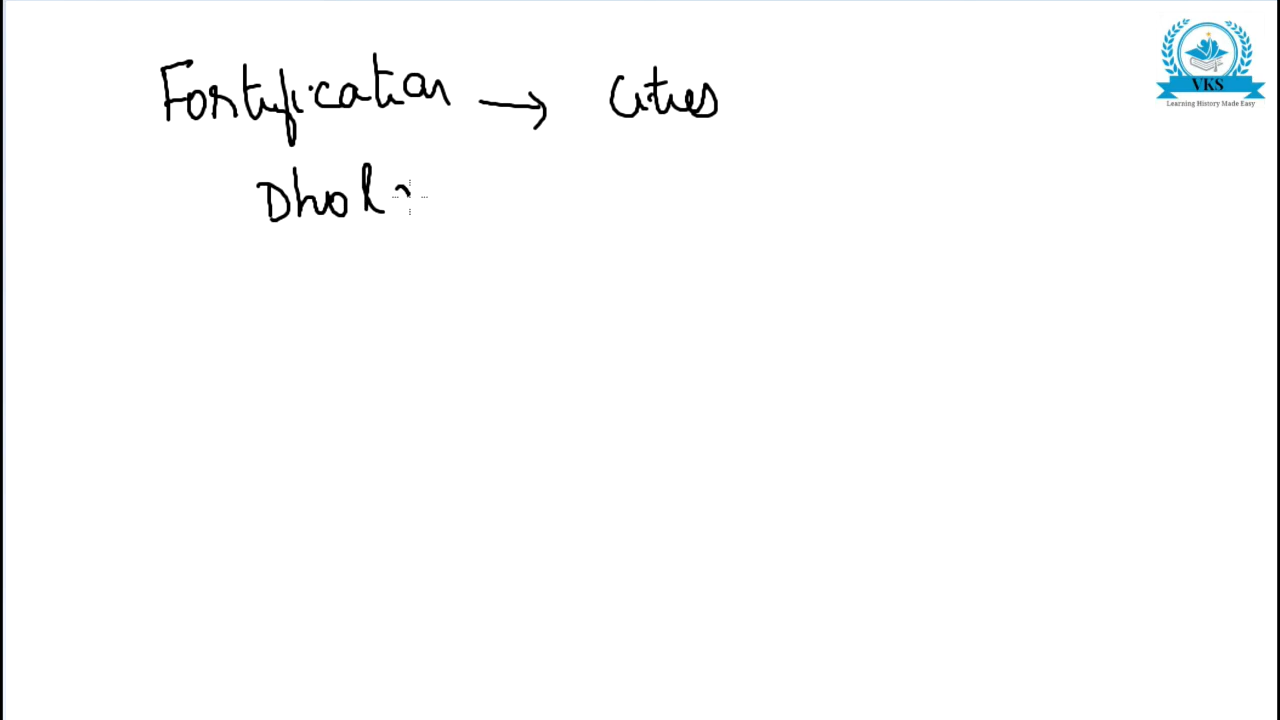 Fortification → Cities
Dhol
VKS
Learning History Made Easy